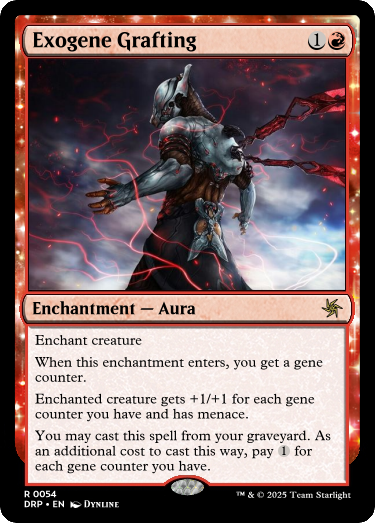 Exogene Grafting 1
Enchantment — Aura
Enchant creature
When this enchantment enters, you get a gene
counter.
Enchanted creature gets +1/+1 for each gene
counter you have and has menace.
You may cast this spell from your graveyard. As
an additional cost to cast this way, pay 1 for
each gene counter you have.
R 0054
DRP • EN DYNLINE
™ & © 2025 Team Starlight